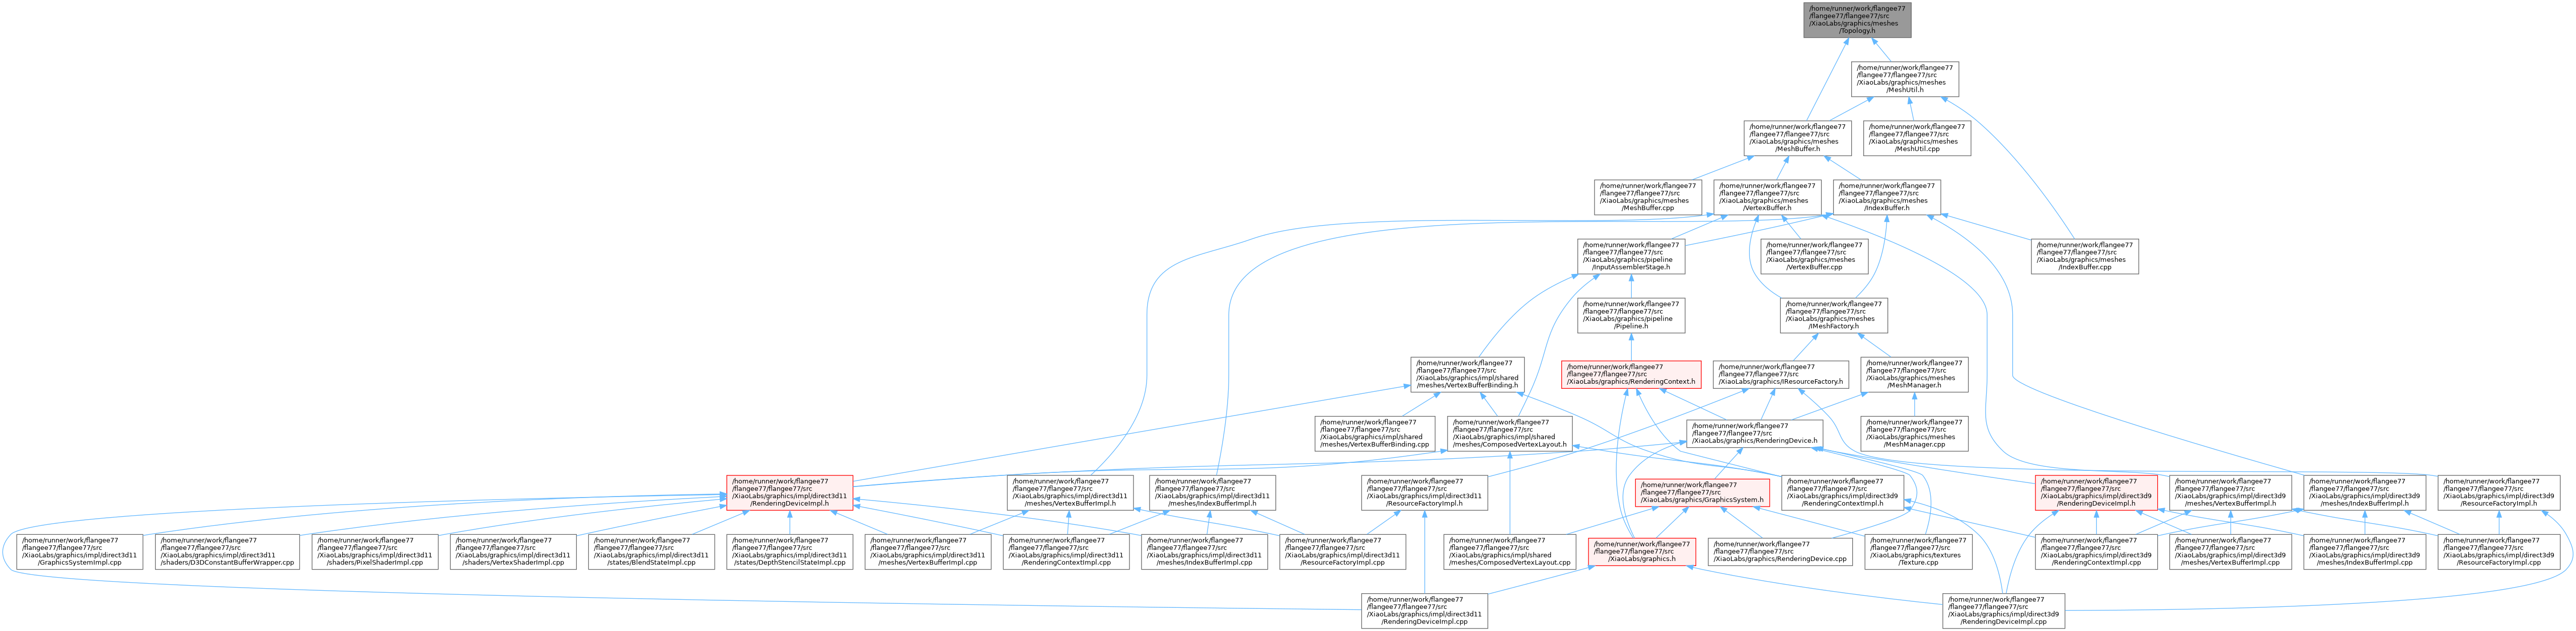 /home/runner/work/flangee77
/flangee77/flangee77/src
/XiaoLabs/graphics/meshes
/Topology.h
/home/runner/work/flangee77
/flangee77/flangee77/src
/XiaoLabs/graphics/meshes
/MeshUtil.h
/home/runner/work/flangee77
/flangee77/flangee77/src
/XiaoLabs/graphics/meshes
/MeshBuffer.h
/home/runner/work/flangee77
/flangee77/flangee77/src
/XiaoLabs/graphics/meshes
/MeshUtil.cpp
/home/runner/work/flangee77
/flangee77/flangee77/src
/XiaoLabs/graphics/meshes
/MeshBuffer.cpp
/home/runner/work/flangee77
/flangee77/flangee77/src
/XiaoLabs/graphics/meshes
/VertexBuffer.h
/home/runner/work/flangee77
/flangee77/flangee77/src
/XiaoLabs/graphics/meshes
/IndexBuffer.h
/home/runner/work/flangee77
/flangee77/flangee77/src
/XiaoLabs/graphics/pipeline
/InputAssemblerStage.h
/home/runner/work/flangee77
/flangee77/flangee77/src
/XiaoLabs/graphics/meshes
/VertexBuffer.cpp
/home/runner/work/flangee77
/flangee77/flangee77/src
/XiaoLabs/graphics/meshes
/IndexBuffer.cpp
/home/runner/work/flangee77
/flangee77/flangee77/src
/XiaoLabs/graphics/pipeline
/Pipeline.h
/home/runner/work/flangee77
/flangee77/flangee77/src
/XiaoLabs/graphics/meshes
/IMeshFactory.h
/home/runner/work/flangee77
/flangee77/flangee77/src
/XiaoLabs/graphics/impl/shared
/meshes/VertexBufferBinding.h
/home/runner/work/flangee77
/flangee77/flangee77/src
/XiaoLabs/graphics/RenderingContext.h
/home/runner/work/flangee77
/flangee77/flangee77/src
/XiaoLabs/graphics/IResourceFactory.h
/home/runner/work/flangee77
/flangee77/flangee77/src
/XiaoLabs/graphics/meshes
/MeshManager.h
/home/runner/work/flangee77
/flangee77/flangee77/src
/XiaoLabs/graphics/impl/shared
/meshes/VertexBufferBinding.cpp
/home/runner/work/flangee77
/flangee77/flangee77/src
/XiaoLabs/graphics/impl/shared
/meshes/ComposedVertexLayout.h
/home/runner/work/flangee77
/flangee77/flangee77/src
/XiaoLabs/graphics/RenderingDevice.h
/home/runner/work/flangee77
/flangee77/flangee77/src
/XiaoLabs/graphics/meshes
/MeshManager.cpp
/home/runner/work/flangee77
/flangee77/flangee77/src
/XiaoLabs/graphics/impl/direct3d11
/RenderingDeviceImpl.h
/home/runner/work/flangee77
/flangee77/flangee77/src
/XiaoLabs/graphics/impl/direct3d11
/meshes/VertexBufferImpl.h
/home/runner/work/flangee77
/flangee77/flangee77/src
/XiaoLabs/graphics/impl/direct3d11
/meshes/IndexBufferImpl.h
/home/runner/work/flangee77
/flangee77/flangee77/src
/XiaoLabs/graphics/impl/direct3d11
/ResourceFactoryImpl.h
/home/runner/work/flangee77
/flangee77/flangee77/src
/XiaoLabs/graphics/GraphicsSystem.h
/home/runner/work/flangee77
/flangee77/flangee77/src
/XiaoLabs/graphics/impl/direct3d9
/RenderingContextImpl.h
/home/runner/work/flangee77
/flangee77/flangee77/src
/XiaoLabs/graphics/impl/direct3d9
/RenderingDeviceImpl.h
/home/runner/work/flangee77
/flangee77/flangee77/src
/XiaoLabs/graphics/impl/direct3d9
/meshes/VertexBufferImpl.h
/home/runner/work/flangee77
/flangee77/flangee77/src
/XiaoLabs/graphics/impl/direct3d9
/meshes/IndexBufferImpl.h
/home/runner/work/flangee77
/flangee77/flangee77/src
/XiaoLabs/graphics/impl/direct3d9
/ResourceFactoryImpl.h
/home/runner/work/flangee77
/flangee77/flangee77/src
/XiaoLabs/graphics/impl/direct3d11
/GraphicsSystemImpl.cpp
/home/runner/work/flangee77
/flangee77/flangee77/src
/XiaoLabs/graphics/impl/direct3d11
/shaders/D3DConstantBufferWrapper.cpp
/home/runner/work/flangee77
/flangee77/flangee77/src
/XiaoLabs/graphics/impl/direct3d11
/shaders/PixelShaderImpl.cpp
/home/runner/work/flangee77
/flangee77/flangee77/src
/XiaoLabs/graphics/impl/direct3d11
/shaders/VertexShaderImpl.cpp
/home/runner/work/flangee77
/flangee77/flangee77/src
/XiaoLabs/graphics/impl/direct3d11
/states/BlendStateImpl.cpp
/home/runner/work/flangee77
/flangee77/flangee77/src
/XiaoLabs/graphics/impl/direct3d11
/states/DepthStencilStateImpl.cpp
/home/runner/work/flangee77
/flangee77/flangee77/src
/XiaoLabs/graphics/impl/direct3d11
/meshes/VertexBufferImpl.cpp
/home/runner/work/flangee77
/flangee77/flangee77/src
/XiaoLabs/graphics/impl/direct3d11
/RenderingContextImpl.cpp
/home/runner/work/flangee77
/flangee77/flangee77/src
/XiaoLabs/graphics/impl/direct3d11
/meshes/IndexBufferImpl.cpp
/home/runner/work/flangee77
/flangee77/flangee77/src
/XiaoLabs/graphics/impl/direct3d11
/ResourceFactoryImpl.cpp
/home/runner/work/flangee77
/flangee77/flangee77/src
/XiaoLabs/graphics/impl/shared
/meshes/ComposedVertexLayout.cpp
/home/runner/work/flangee77
/flangee77/flangee77/src
/XiaoLabs/graphics.h
/home/runner/work/flangee77
/flangee77/flangee77/src
/XiaoLabs/graphics/RenderingDevice.cpp
/home/runner/work/flangee77
/flangee77/flangee77/src
/XiaoLabs/graphics/textures
/Texture.cpp
/home/runner/work/flangee77
/flangee77/flangee77/src
/XiaoLabs/graphics/impl/direct3d9
/RenderingContextImpl.cpp
/home/runner/work/flangee77
/flangee77/flangee77/src
/XiaoLabs/graphics/impl/direct3d9
/meshes/VertexBufferImpl.cpp
/home/runner/work/flangee77
/flangee77/flangee77/src
/XiaoLabs/graphics/impl/direct3d9
/meshes/IndexBufferImpl.cpp
/home/runner/work/flangee77
/flangee77/flangee77/src
/XiaoLabs/graphics/impl/direct3d9
/ResourceFactoryImpl.cpp
/home/runner/work/flangee77
/flangee77/flangee77/src
/XiaoLabs/graphics/impl/direct3d11
/RenderingDeviceImpl.cpp
/home/runner/work/flangee77
/flangee77/flangee77/src
/XiaoLabs/graphics/impl/direct3d9
/RenderingDeviceImpl.cpp